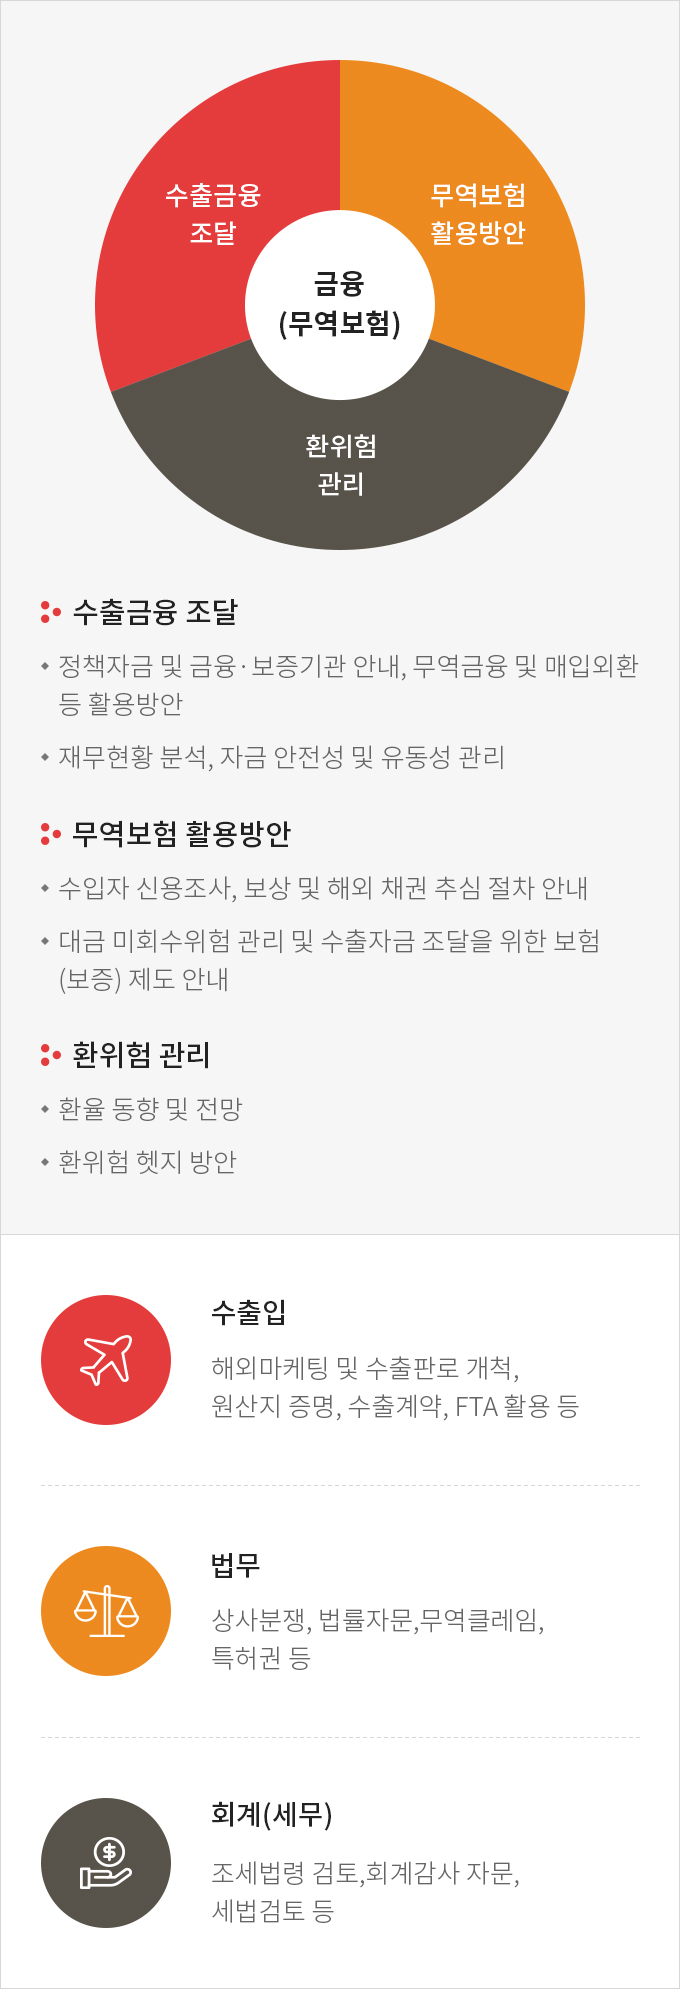 수출금융
조달
무역보험
활용방안
금융
(무역보험)
환위험
관리
수출금융 조달
정책자금 및 금융·보증기관 안내, 무역금융 및 매입외환
등 활용방안
재무현황 분석, 자금 안전성 및 유동성 관리
무역보험 활용방안
수입자 신용조사, 보상 및 해외 채권 추심 절차 안내
대금 미회수위험 관리 및 수출자금 조달을 위한 보험
(보증) 제도 안내
환위험 관리
환율 동향 및 전망
환위험 헷지 방안
수출입
해외마케팅 및 수출판로 개척,
원산지 증명, 수출계약, FTA 활용 등
법무
상사분쟁, 법률자문,무역클레임,
특허권 등
회계(세무)
조세법령 검토,회계감사 자문,
세법검토 등